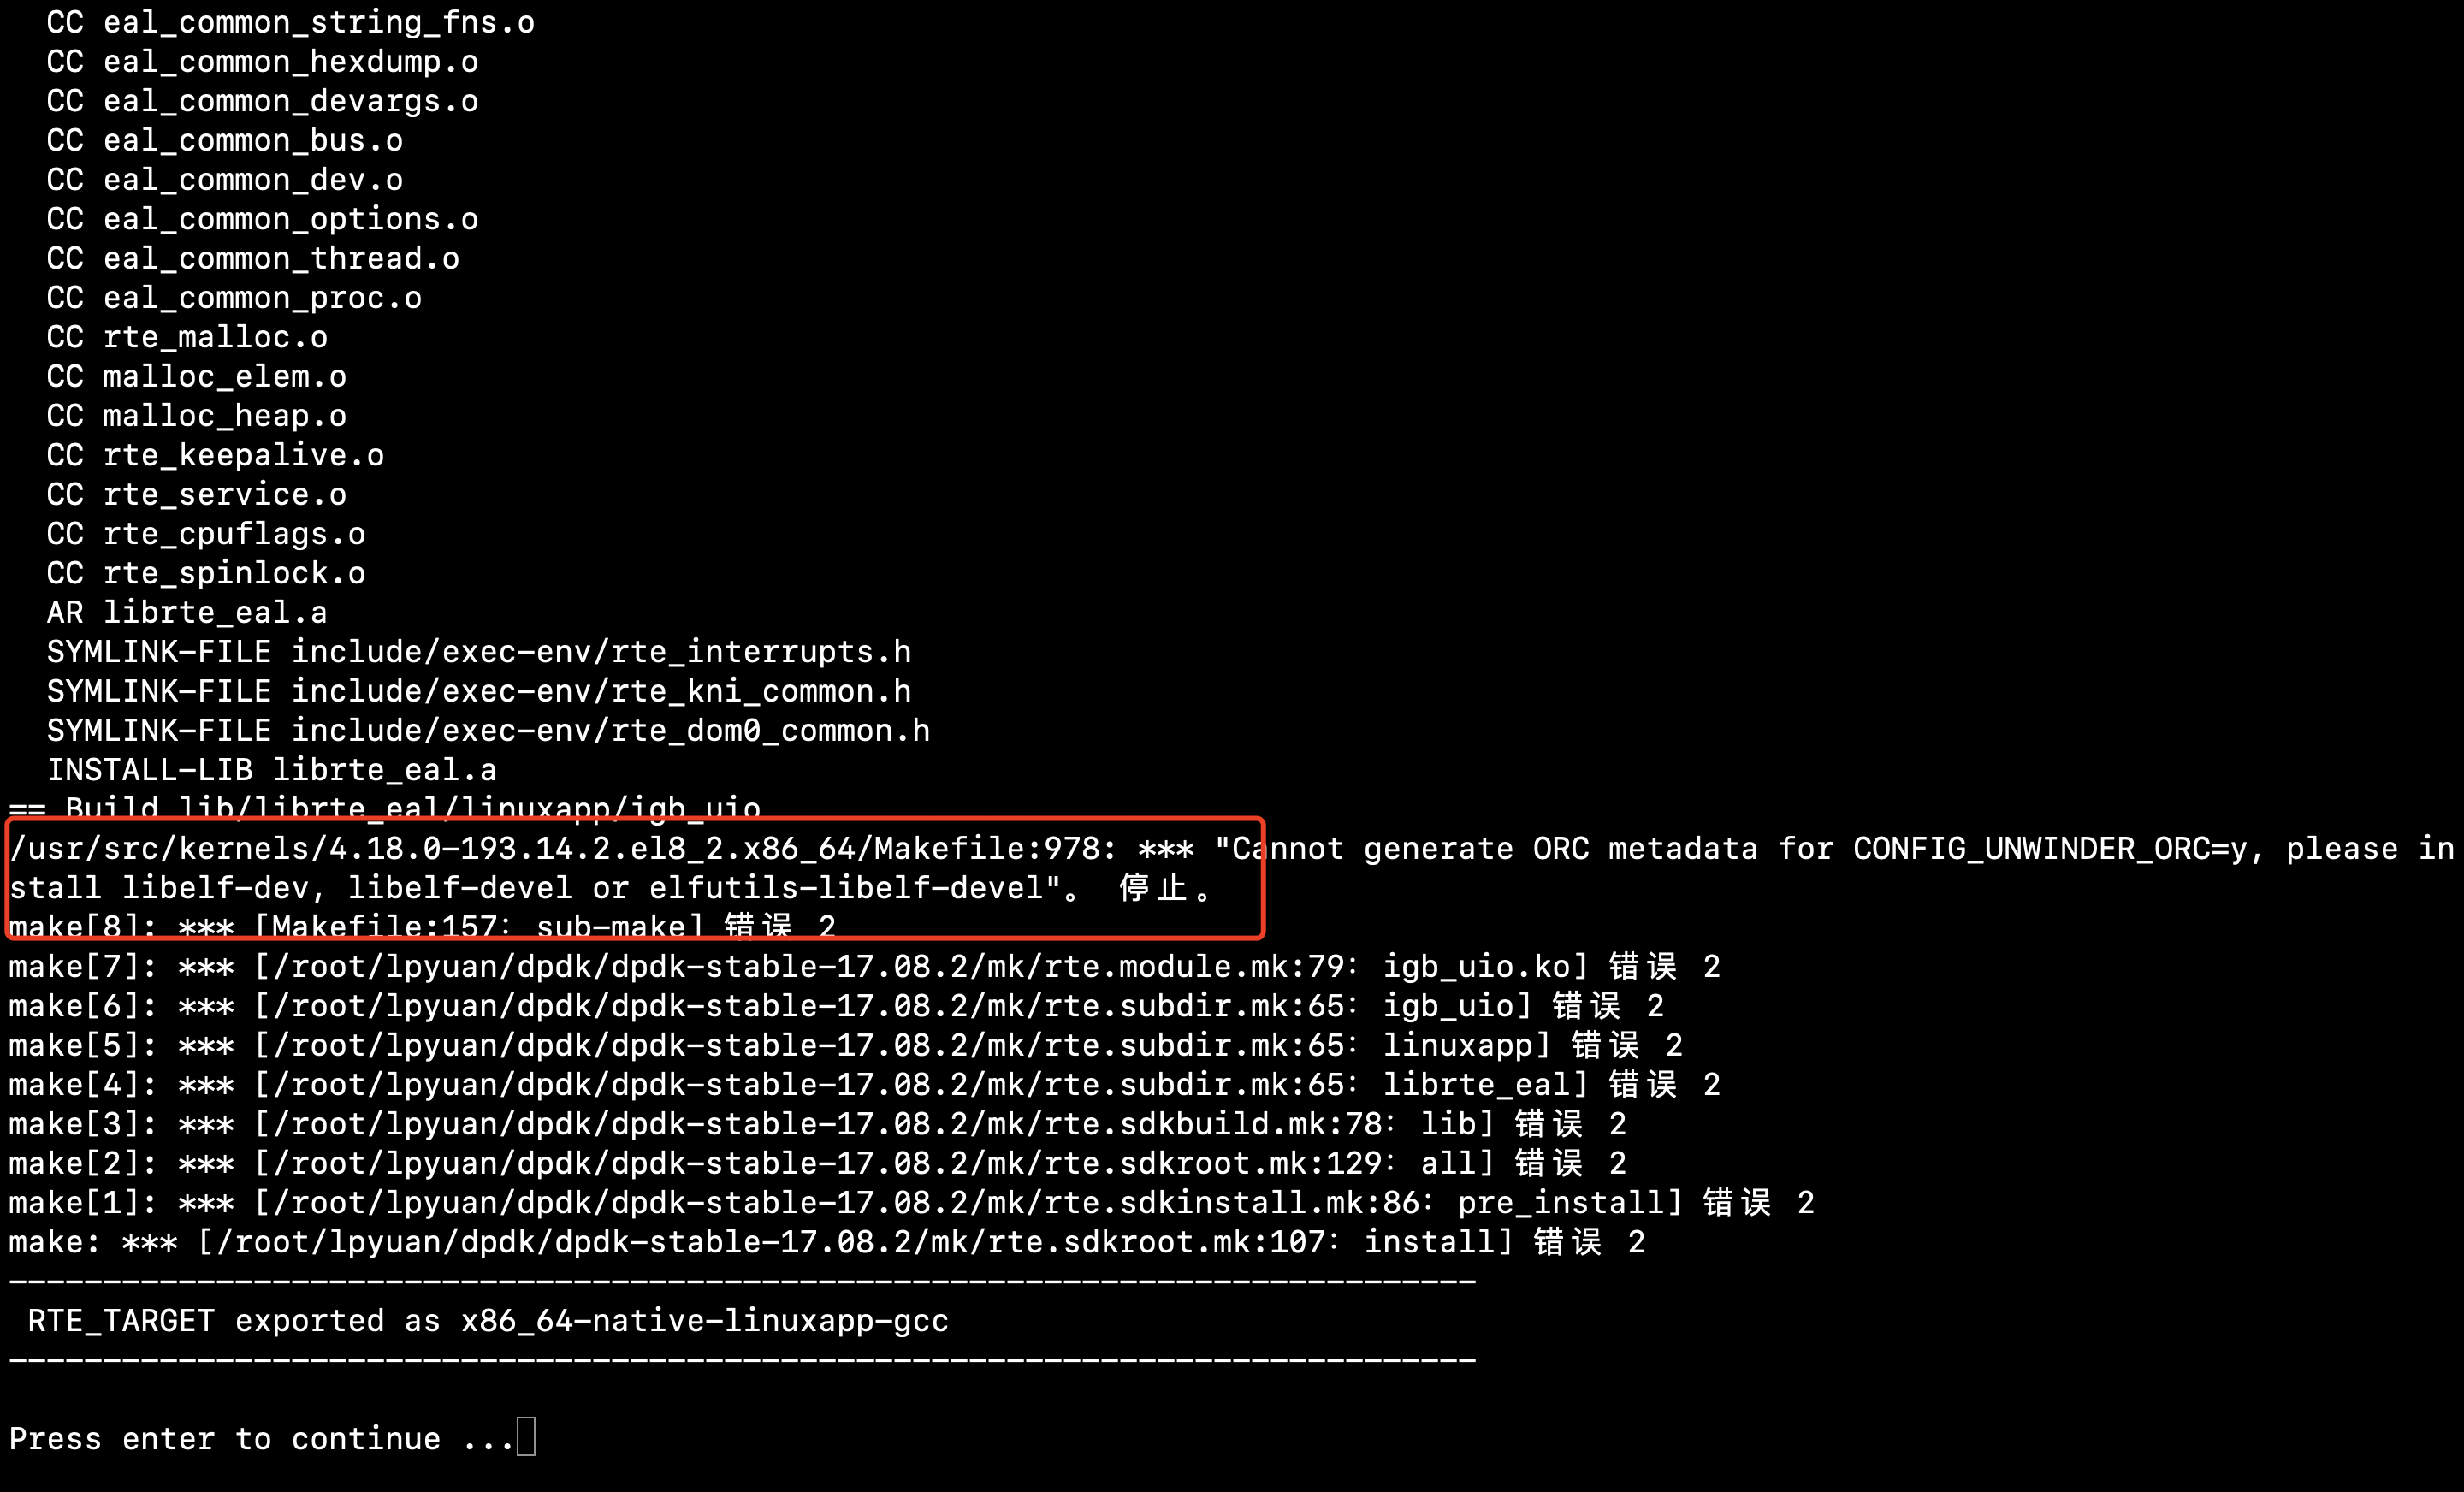 CC eal_common_string_fns.o
CC eal_common_hexdump.o
CC eal_common_devargs.o
CC eal_common_bus.o
CC eal_common_dev.o
CC eal_common_options.o
CC eal_common_thread.o
CC eal_common_proc.o
CC rte_malloc.o
CC malloc_elem.o
CC malloc_heap.o
CC rte_keepalive.o
CC rte_service.o
CC rte_cpuflags.o
CC rte_spinlock.o
AR librte_eal.a
SYMLINK-FILE include/exec-env/rte_interrupts.h
SYMLINK-FILE include/exec-env/rte_kni_common.h
SYMLINK-FILE include/exec-env/rte_dom0_common.h
INSTALL-LIB librte_eal.a
== Build lib/librte_eal/linuxapp/igb_uio
/usr/src/kernels/4.18.0-193.14.2.el8_2.x86_64/Makefile:978: *** "Cannot generate ORC metadata for CONFIG_UNWINDER_ORC=y, please in
stall libelf-dev, libelf-devel or elfutils-libelf-devel"。 停止。
make[8]: *** [Makefile:157：sub-make] 错误 2
make[7]: *** [/root/lpyuan/dpdk/dpdk-stable-17.08.2/mk/rte.module.mk:79：igb_uio.ko] 错误 2
make[6]: *** [/root/lpyuan/dpdk/dpdk-stable-17.08.2/mk/rte.subdir.mk:65：igb_uio] 错误 2
make[5]: *** [/root/lpyuan/dpdk/dpdk-stable-17.08.2/mk/rte.subdir.mk:65：linuxapp] 错误 2
make[4]: *** [/root/lpyuan/dpdk/dpdk-stable-17.08.2/mk/rte.subdir.mk:65：librte_eal] 错误 2
make[3]: *** [/root/lpyuan/dpdk/dpdk-stable-17.08.2/mk/rte.sdkbuild.mk:78：lib] 错误 2
make[2]: *** [/root/lpyuan/dpdk/dpdk-stable-17.08.2/mk/rte.sdkroot.mk:129：all] 错误 2
make[1]: *** [/root/lpyuan/dpdk/dpdk-stable-17.08.2/mk/rte.sdkinstall.mk:86：pre_install] 错误 2
make: *** [/root/lpyuan/dpdk/dpdk-stable-17.08.2/mk/rte.sdkroot.mk:107：install] 错误 2
------------------------------------------------------------------------------
RTE_TARGET exported as x86_64-native-linuxapp-gcc
------------------------------------------------------------------------------
Press enter to continue ...